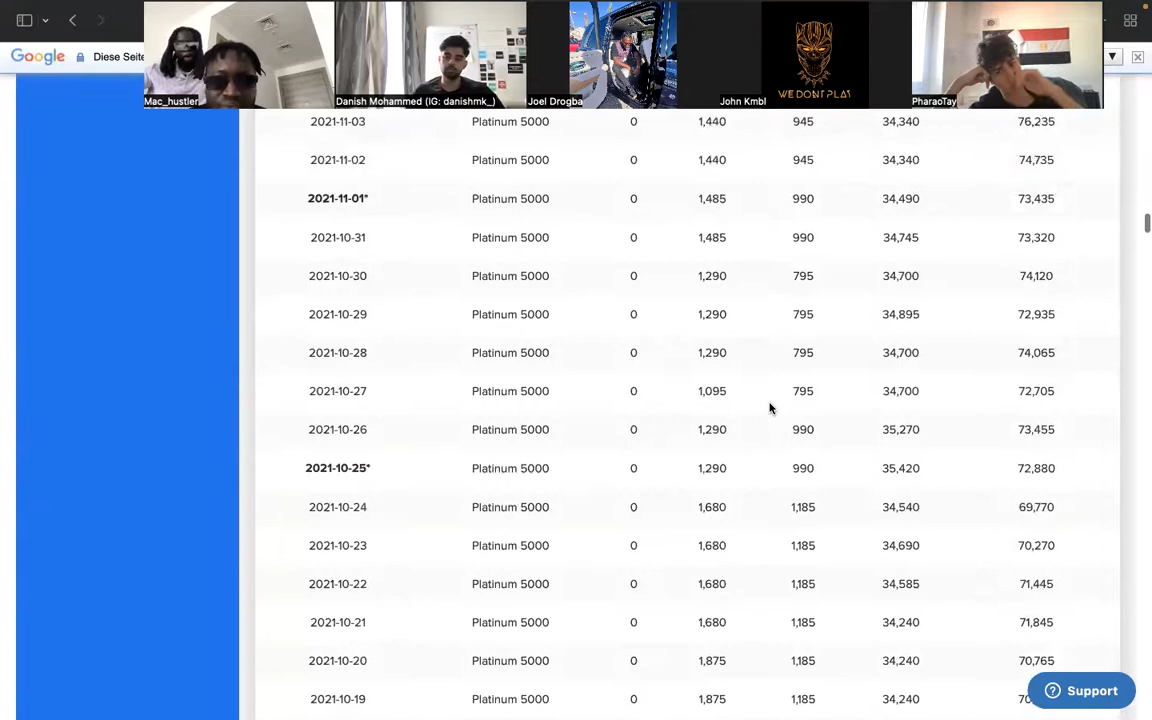 Google
Diese Seite
Mac_hustler
Danish Mohammed (IG: danishmk_)
Joel Drogba
WE DONT PLAY
John Kmbl
PharaoTay
2021-11-03 Platinum 5000 0 1,440 945 34,340 76,235
2021-11-02 Platinum 5000 0 1,440 945 34,340 74,735
2021-11-01* Platinum 5000 0 1,485 990 34,490 73,435
2021-10-31 Platinum 5000 0 1,485 990 34,745 73,320
2021-10-30 Platinum 5000 0 1,290 795 34,700 74,120
2021-10-29 Platinum 5000 0 1,290 795 34,895 72,935
2021-10-28 Platinum 5000 0 1,290 795 34,700 74,065
2021-10-27 Platinum 5000 0 1,095 795 34,700 72,705
2021-10-26 Platinum 5000 0 1,290 990 35,270 73,455
2021-10-25* Platinum 5000 0 1,290 990 35,420 72,880
2021-10-24 Platinum 5000 0 1,680 1,185 34,540 69,770
2021-10-23 Platinum 5000 0 1,680 1,185 34,690 70,270
2021-10-22 Platinum 5000 0 1,680 1,185 34,585 71,445
2021-10-21 Platinum 5000 0 1,680 1,185 34,240 71,845
2021-10-20 Platinum 5000 0 1,875 1,185 34,240 70,765
2021-10-19 Platinum 5000 0 1,875 1,185 34,240
Support